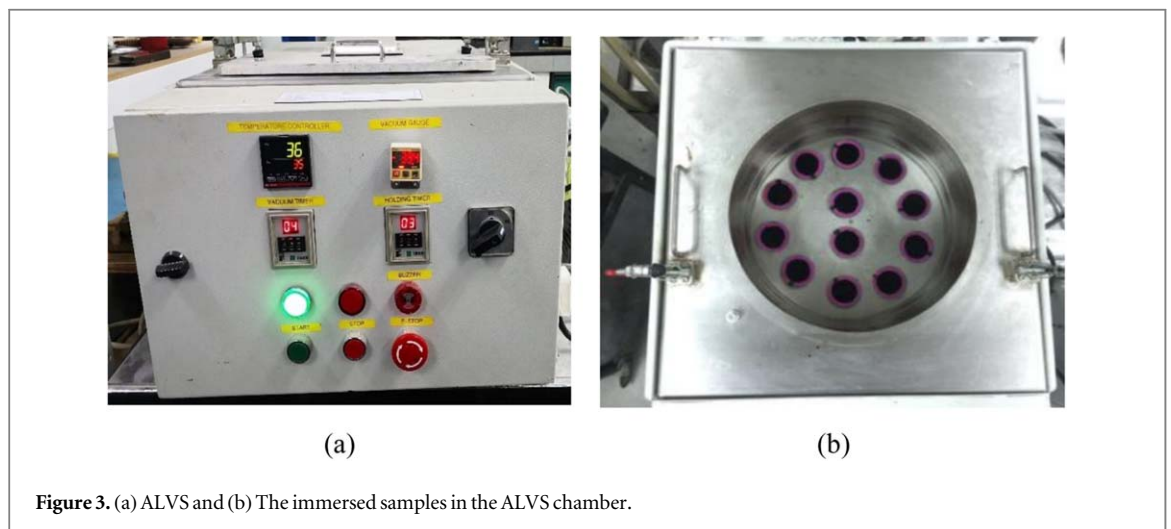 TEMPERATURE CONTROLLER
VACUUM GAUGE
36
35
VACUUM TIMER
HOLDING TIMER
04
03
BUZZER
START
STOP
E-STOP
(a)
(b)
Figure 3. (a) ALVS and (b) The immersed samples in the ALVS chamber.